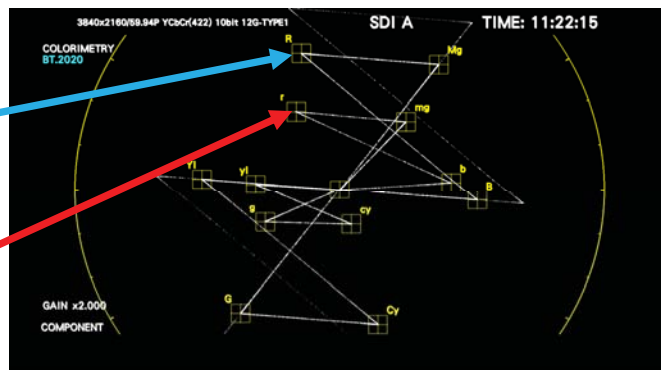 3840x2160/59.94P YCbCr(422) 10bit 12G-TYPE1 SDI A TIME: 11:22:15
COLORIMETRY
BT.2020
R
Mg
r
mg
Yl
yl
b
B
g
cy
G
Cy
GAIN x2.000
COMPONENT